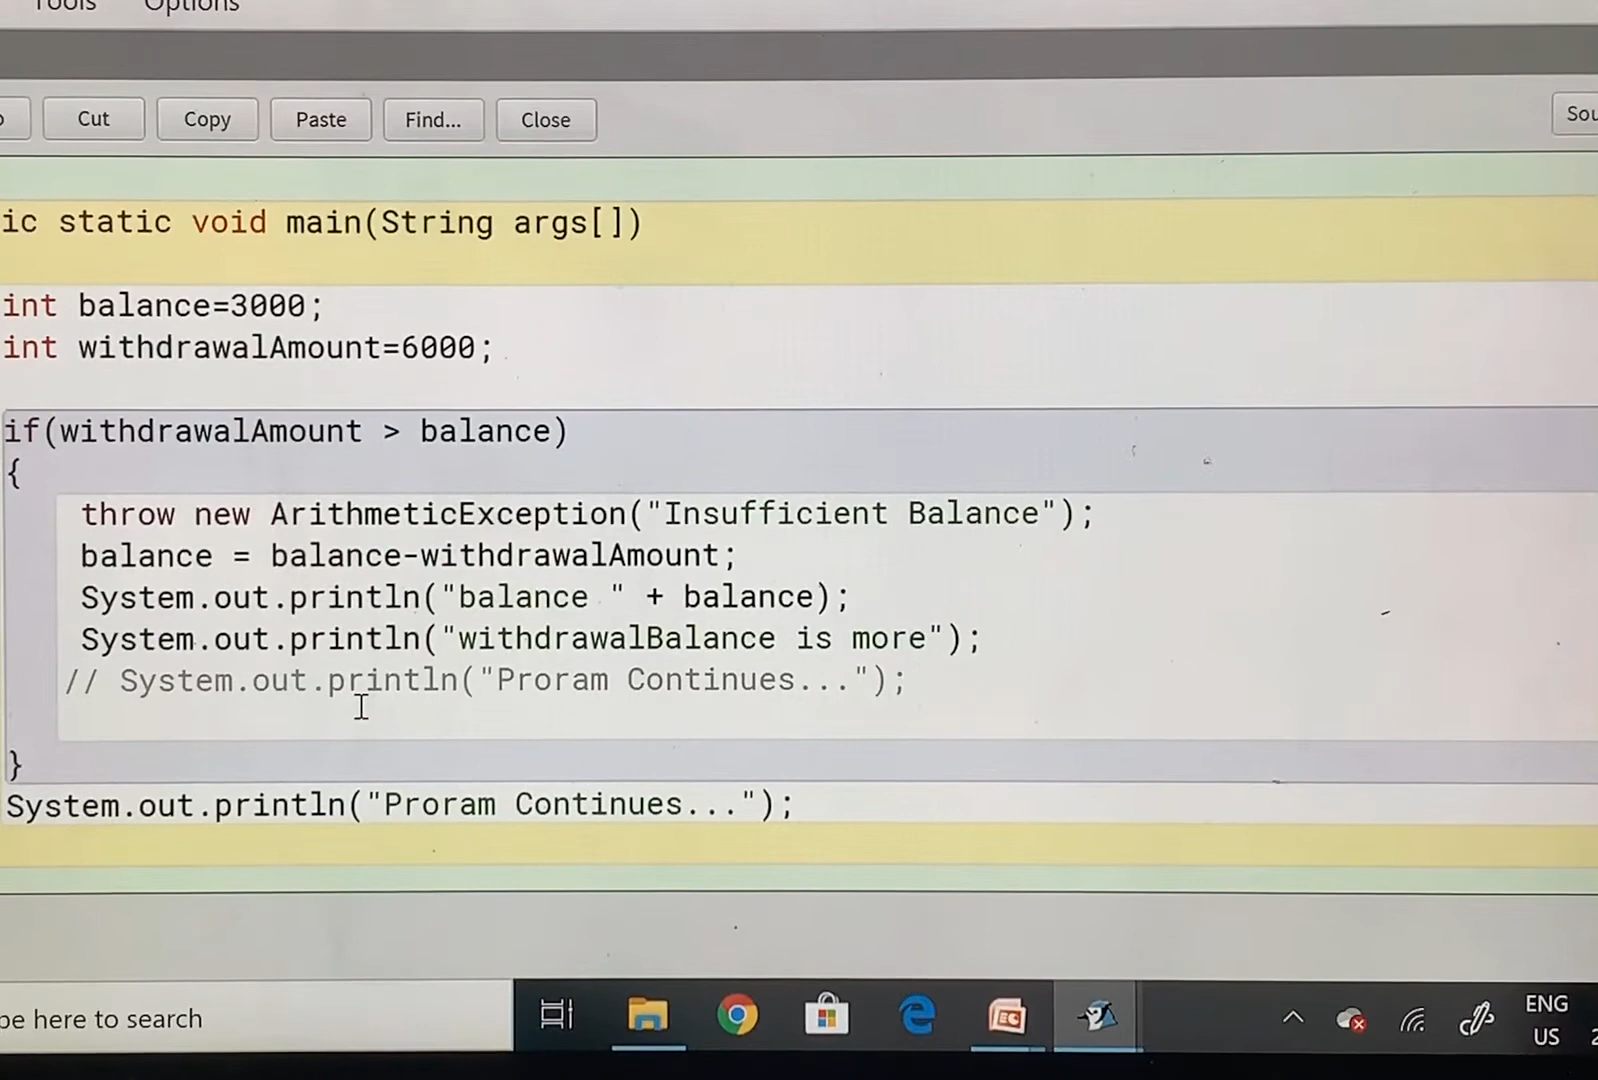 Tools Options
Cut Copy Paste Find... Close Sou
ic static void main(String args[])
int balance=3000;
int withdrawalAmount=6000;
if(withdrawalAmount > balance)
{
throw new ArithmeticException("Insufficient Balance");
balance = balance-withdrawalAmount;
System.out.println("balance " + balance);
System.out.println("withdrawalBalance is more");
// System.out.println("Proram Continues...");
}
System.out.println("Proram Continues...");
pe here to search
ENG
US